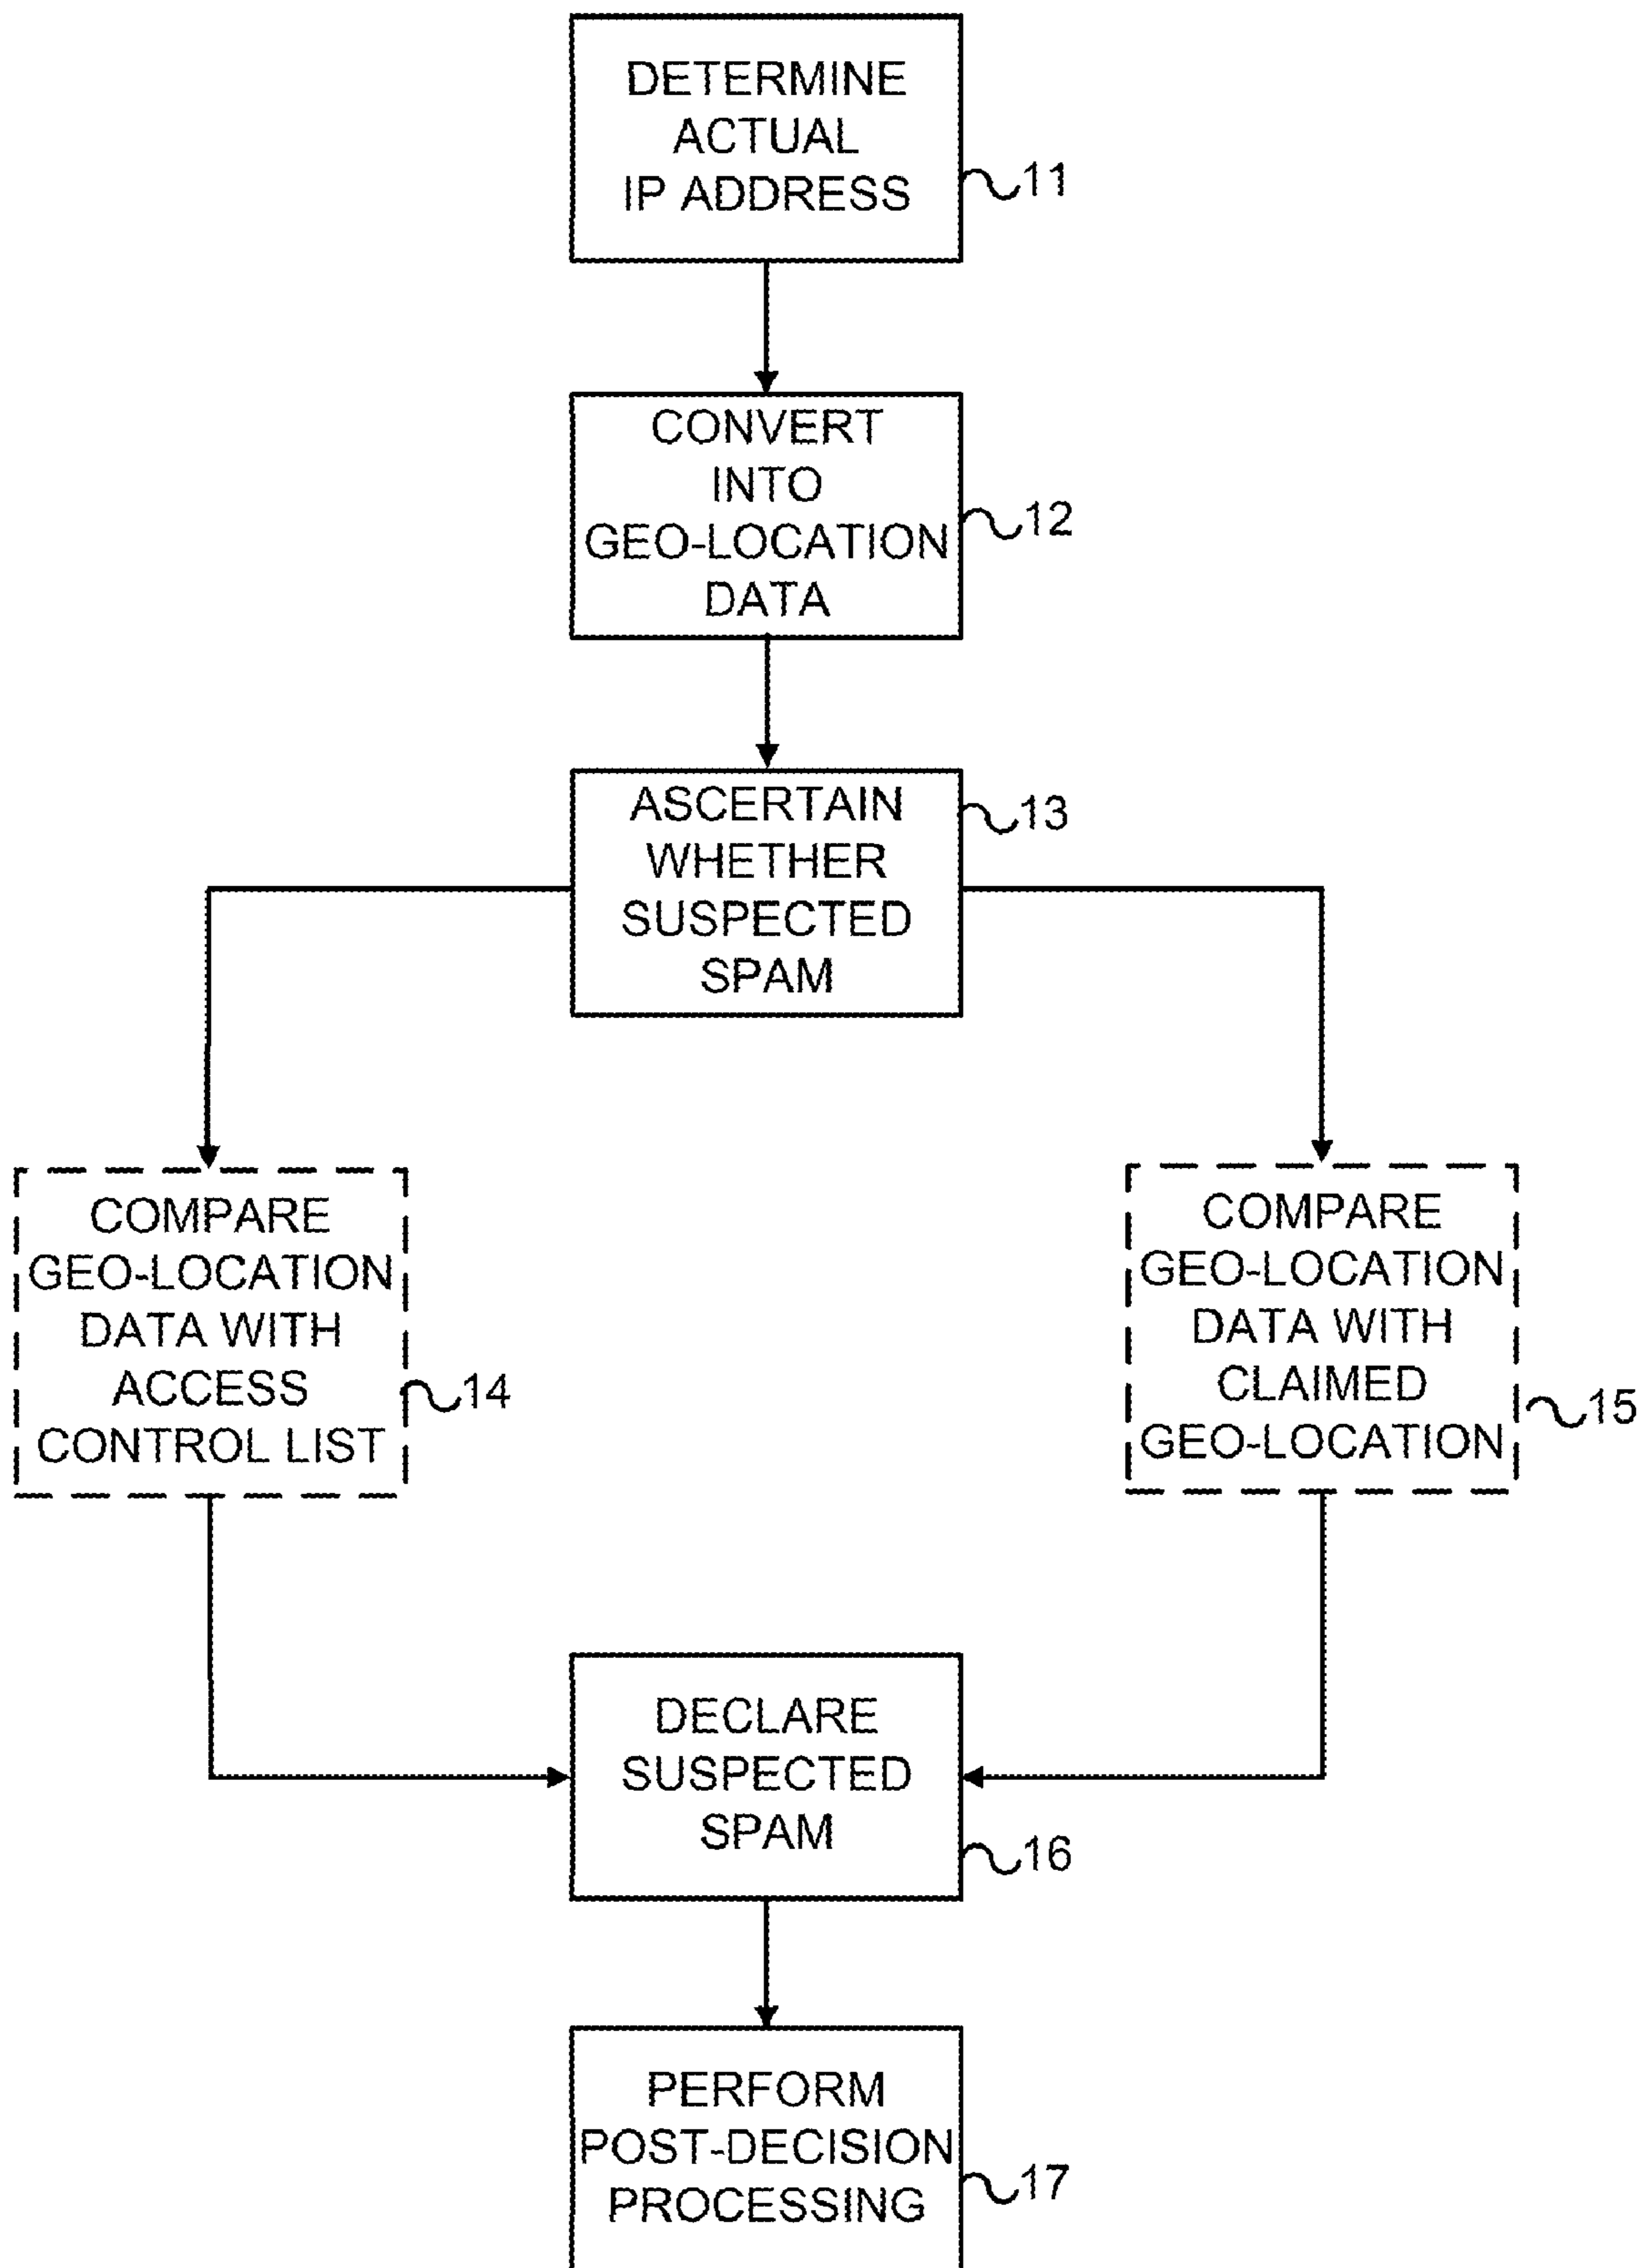 DETERMINE
ACTUAL
IP ADDRESS
11
CONVERT
INTO
GEO-LOCATION
DATA
12
ASCERTAIN
WHETHER
SUSPECTED
SPAM
13
COMPARE
GEO-LOCATION
DATA WITH
ACCESS
CONTROL LIST
14
COMPARE
GEO-LOCATION
DATA WITH
CLAIMED
GEO-LOCATION
15
DECLARE
SUSPECTED
SPAM
16
PERFORM
POST-DECISION
PROCESSING
17